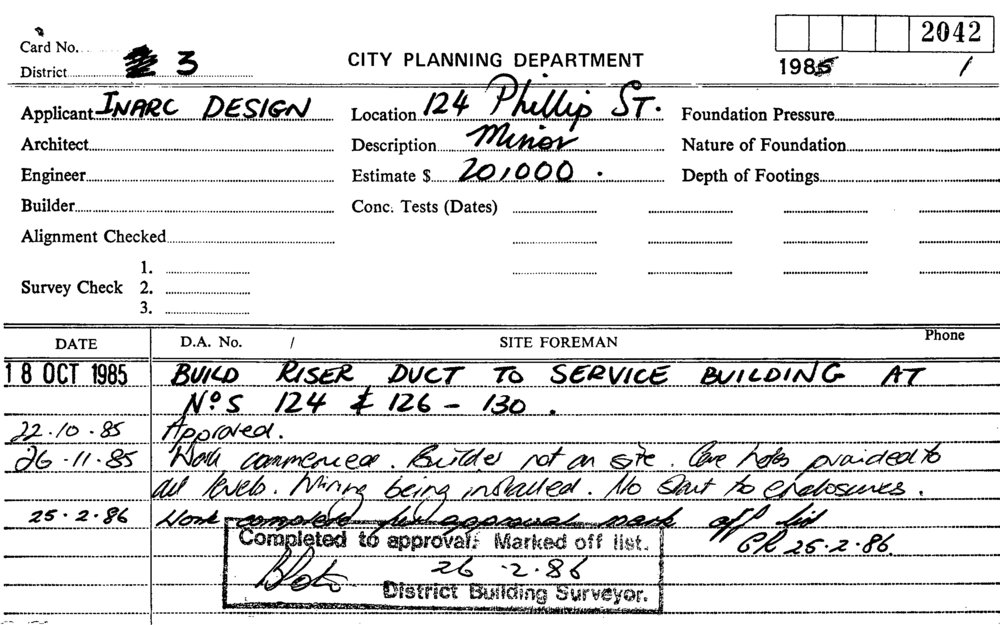 2042
Card No.
District 3
CITY PLANNING DEPARTMENT
1985 /
Applicant INARC DESIGN
Location 124 Phillip ST.
Foundation Pressure
Architect
Description Minor
Nature of Foundation
Engineer
Estimate $ 20,000.
Depth of Footings
Builder
Conc. Tests (Dates)
Alignment Checked
Survey Check 1.
2.
3.
DATE D.A. No. / SITE FOREMAN Phone
18 OCT 1985 BUILD RISER DUCT TO SERVICE BUILDING AT
Nos 124 & 126 - 130.
22.10.85 Approved.
26.11.85 Work commenced. Builder not on site. Core holes provided to
all levels. Wiring being installed. No Start to enclosures.
25.2.86 Work complete for approval mark off list
GR 25.2.86
Completed to approval. Marked off list.
26.2.86
District Building Surveyor.